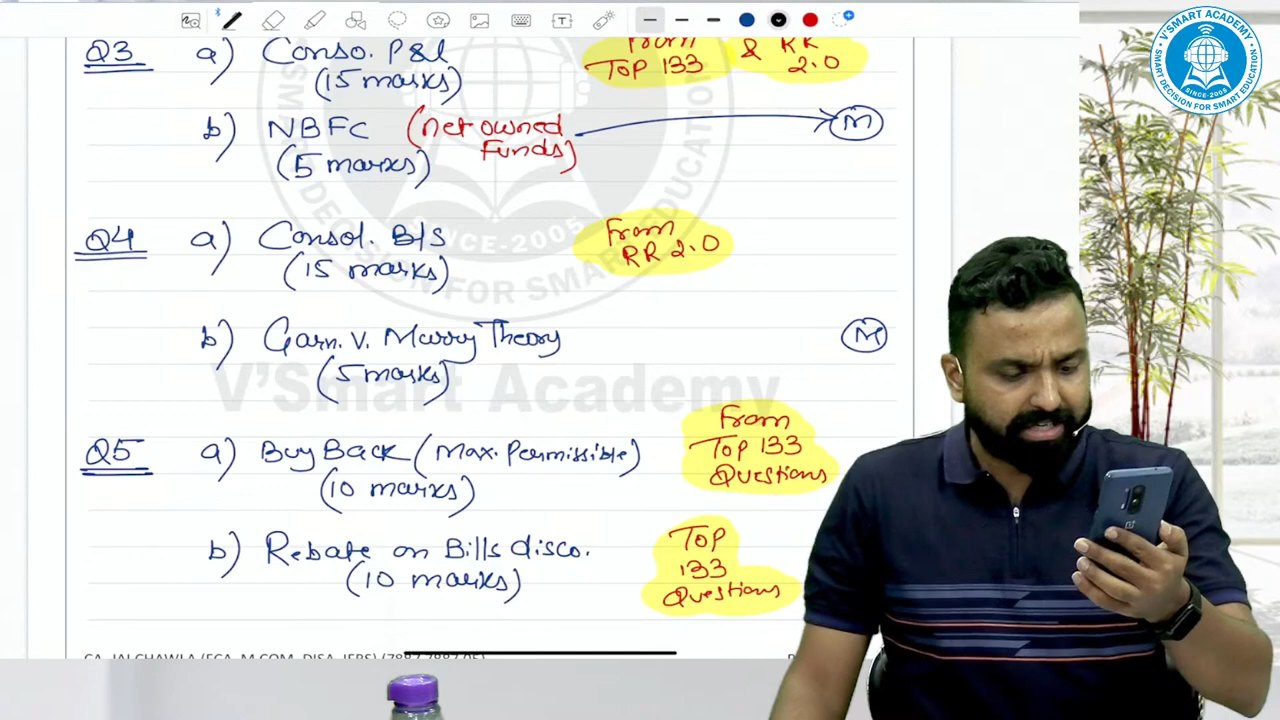 Q3 a) Conso. P&L From TOP 133 & RR 2.0
(15 marks)
b) NBFC (net owned Funds) M
(5 marks)
Q4 a) Consol. B/S From RR 2.0
(15 marks)
b) Garn. v. Murry Theory M
(5 marks)
Q5 a) Buy Back (Max. Permissible) From TOP 133 Questions
(10 marks)
b) Rebate on Bills disco. TOP 133 Questions
(10 marks)
SINCE-2005
V'Smart Academy
V'SMART ACADEMY
SMART DECISION FOR SMART EDUCATION
SINCE-2005